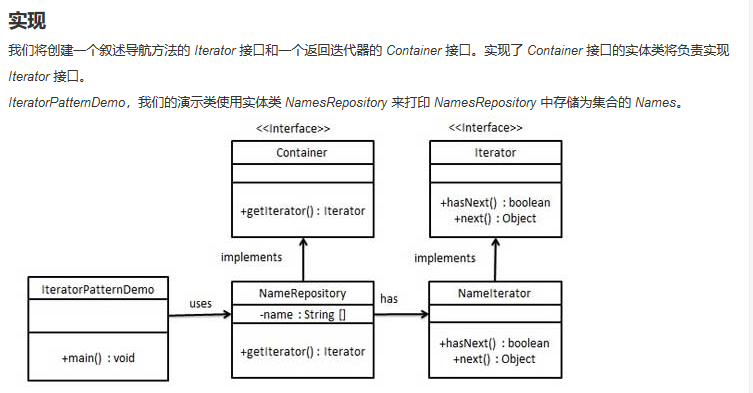 实现
我们将创建一个叙述导航方法的 Iterator 接口和一个返回迭代器的 Container 接口。实现了 Container 接口的实体类将负责实现
Iterator 接口。
IteratorPatternDemo，我们的演示类使用实体类 NamesRepository 来打印 NamesRepository 中存储为集合的 Names。
<<Interface>>
Container
+getIterator() : Iterator
<<Interface>>
Iterator
+hasNext() : boolean
+next() : Object
implements
implements
IteratorPatternDemo
+main() : void
uses
NameRepository
-name : String []
+getIterator() : Iterator
has
NameIterator
+hasNext() : boolean
+next() : Object